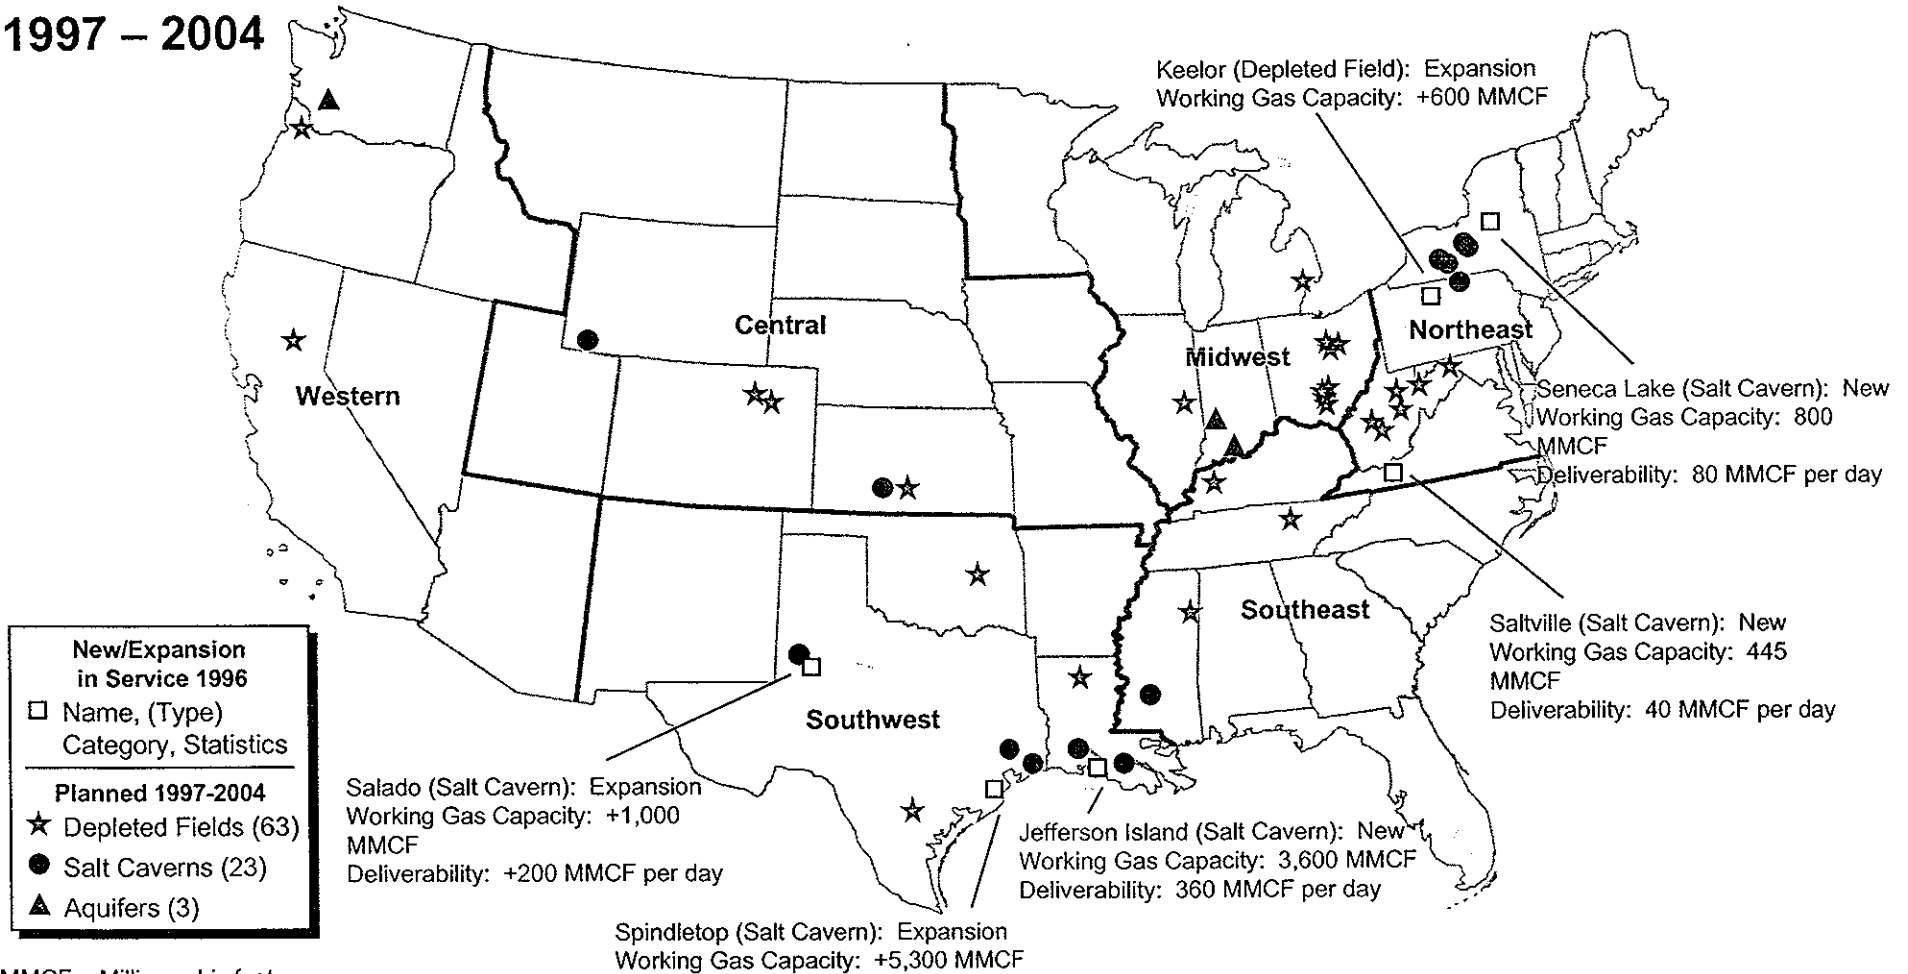 1997 – 2004
Keelor (Depleted Field): Expansion
Working Gas Capacity: +600 MMCF
Central
Midwest
Northeast
Western
Seneca Lake (Salt Cavern): New
Working Gas Capacity: 800
MMCF
Deliverability: 80 MMCF per day
Southeast
Saltville (Salt Cavern): New
Working Gas Capacity: 445
MMCF
Deliverability: 40 MMCF per day
New/Expansion
in Service 1996
Name, (Type)
Category, Statistics
Planned 1997-2004
Depleted Fields (63)
Salt Caverns (23)
Aquifers (3)
Southwest
Salado (Salt Cavern): Expansion
Working Gas Capacity: +1,000
MMCF
Deliverability: +200 MMCF per day
Jefferson Island (Salt Cavern): New
Working Gas Capacity: 3,600 MMCF
Deliverability: 360 MMCF per day
Spindletop (Salt Cavern): Expansion
Working Gas Capacity: +5,300 MMCF